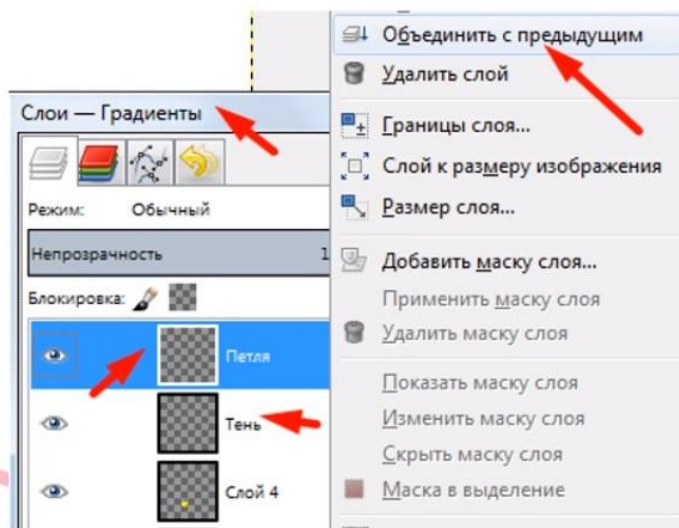 Объединить с предыдущим
Удалить слой
Границы слоя...
Слой к размеру изображения
Размер слоя...
Добавить маску слоя...
Применить маску слоя
Удалить маску слоя
Показать маску слоя
Изменить маску слоя
Скрыть маску слоя
Маска в выделение
Слои — Градиенты
Режим: Обычный
Непрозрачность 1
Блокировка:
Петля
Тень
Слой 4